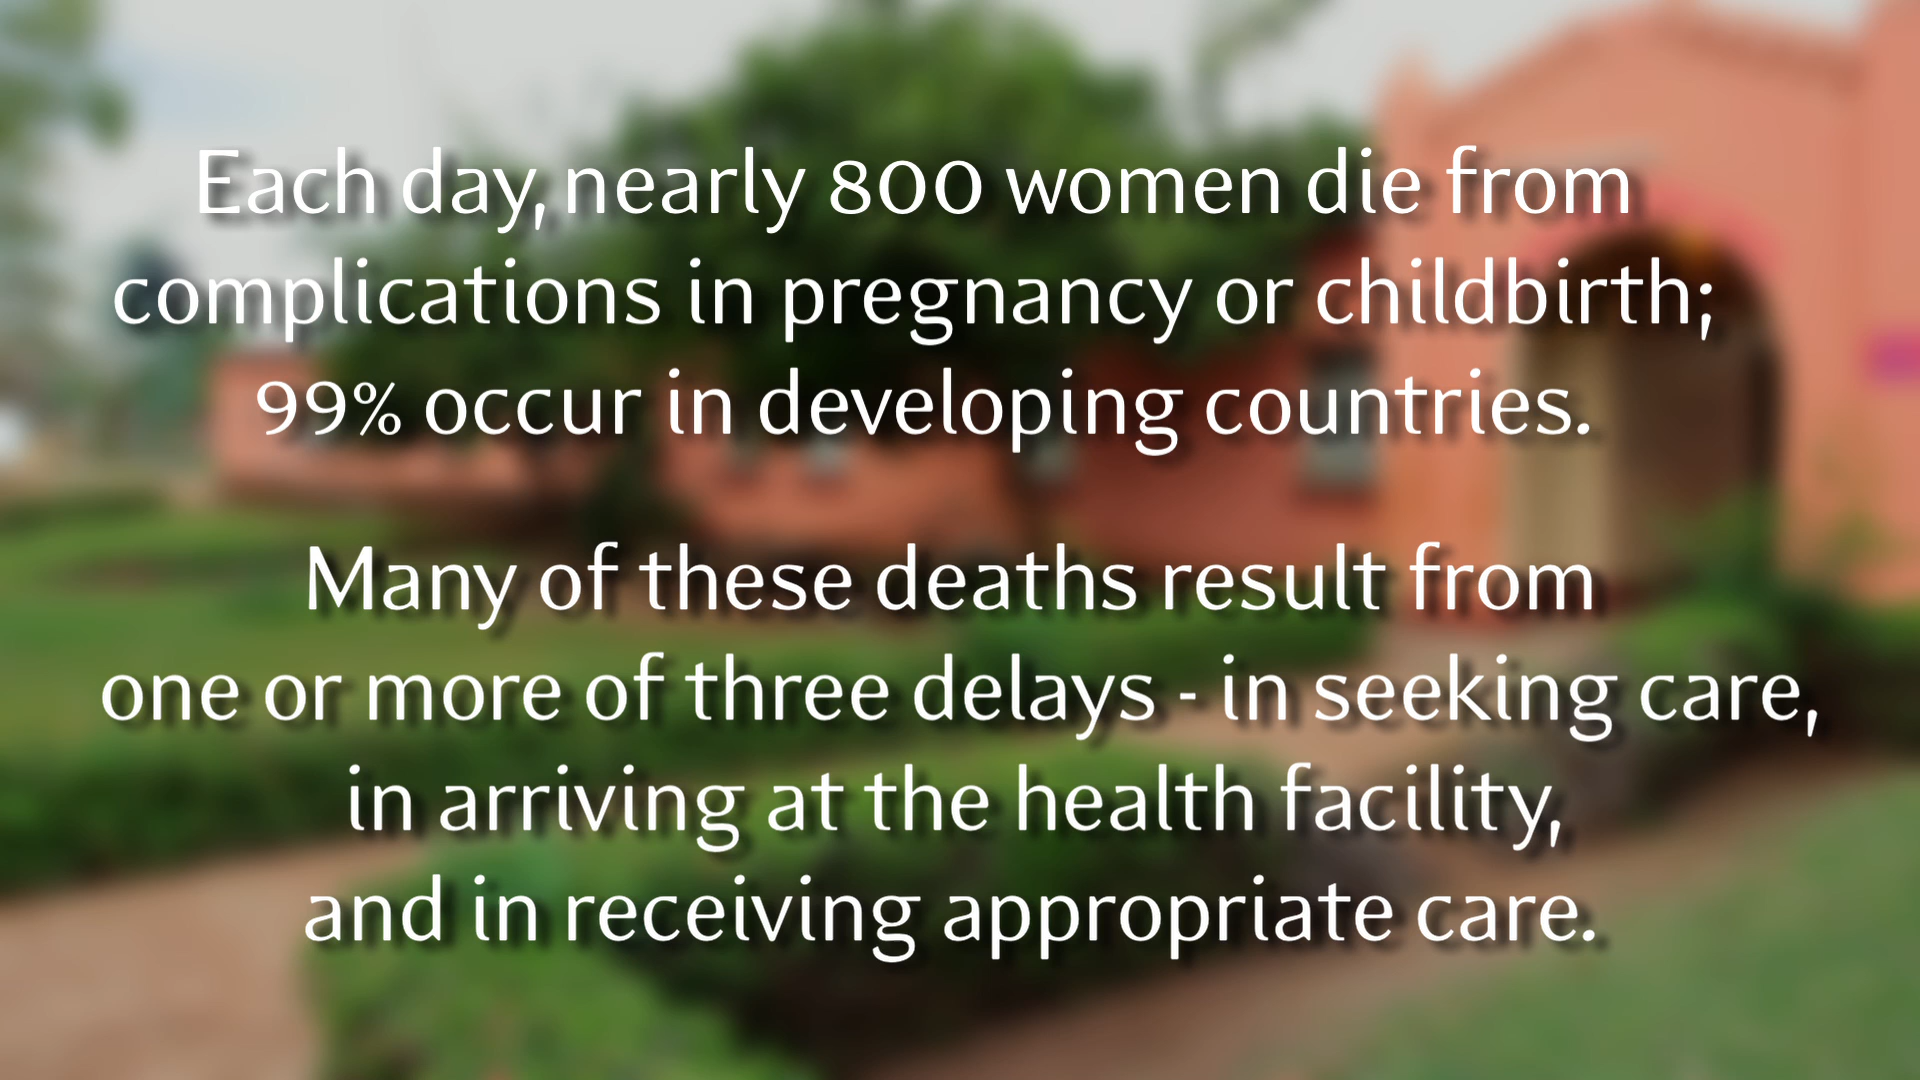 Each day, nearly 800 women die from
complications in pregnancy or childbirth;
99% occur in developing countries.
Many of these deaths result from
one or more of three delays - in seeking care,
in arriving at the health facility,
and in receiving appropriate care.